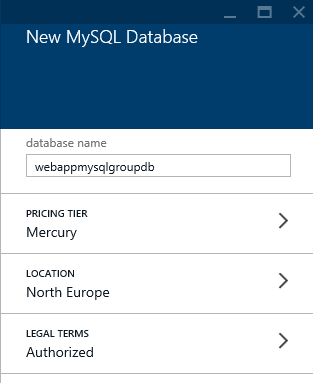 New MySQL Database
database name
webappmysqlgroupdb
PRICING TIER
Mercury
LOCATION
North Europe
LEGAL TERMS
Authorized